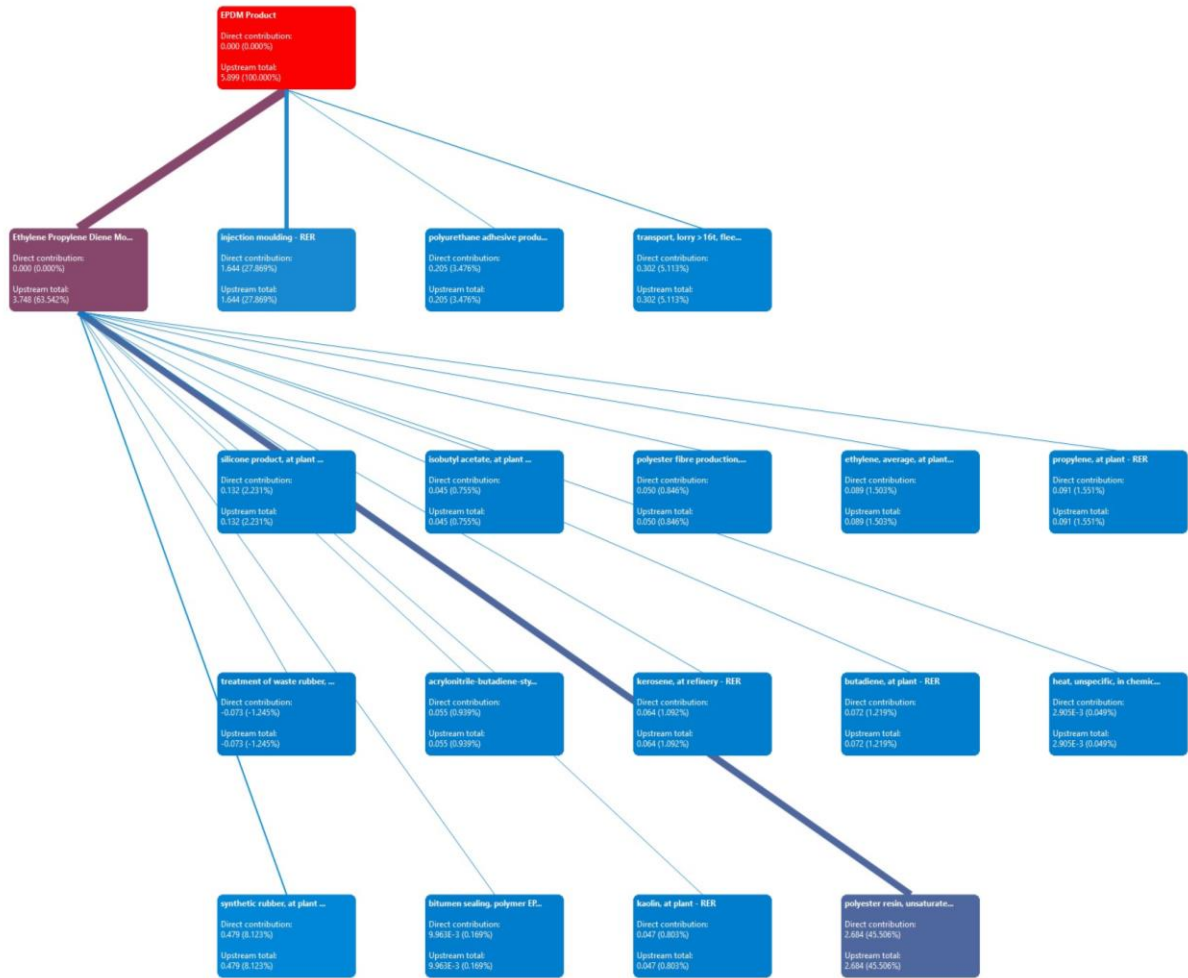 EPDM Product
Direct contribution:
0.000 (0.000%)
Upstream total:
5.899 (100.000%)
Ethylene Propylene Diene Mo...
Direct contribution:
0.000 (0.000%)
Upstream total:
3.748 (63.542%)
injection moulding - RER
Direct contribution:
1.644 (27.869%)
Upstream total:
1.644 (27.869%)
polyurethane adhesive produ...
Direct contribution:
0.205 (3.476%)
Upstream total:
0.205 (3.476%)
transport, lorry >16t, flee...
Direct contribution:
0.302 (5.113%)
Upstream total:
0.302 (5.113%)
silicone product, at plant ...
Direct contribution:
0.132 (2.231%)
Upstream total:
0.132 (2.231%)
isobutyl acetate, at plant ...
Direct contribution:
0.045 (0.755%)
Upstream total:
0.045 (0.755%)
polyester fibre production,...
Direct contribution:
0.050 (0.846%)
Upstream total:
0.050 (0.846%)
ethylene, average, at plant...
Direct contribution:
0.089 (1.503%)
Upstream total:
0.089 (1.503%)
propylene, at plant - RER
Direct contribution:
0.091 (1.551%)
Upstream total:
0.091 (1.551%)
treatment of waste rubber, ...
Direct contribution:
-0.073 (-1.245%)
Upstream total:
-0.073 (-1.245%)
acrylonitrile-butadiene-sty...
Direct contribution:
0.055 (0.939%)
Upstream total:
0.055 (0.939%)
kerosene, at refinery - RER
Direct contribution:
0.064 (1.092%)
Upstream total:
0.064 (1.092%)
butadiene, at plant - RER
Direct contribution:
0.072 (1.219%)
Upstream total:
0.072 (1.219%)
heat, unspecific, in chemic...
Direct contribution:
2.905E-3 (0.049%)
Upstream total:
2.905E-3 (0.049%)
synthetic rubber, at plant ...
Direct contribution:
0.479 (8.123%)
Upstream total:
0.479 (8.123%)
bitumen sealing, polymer EP...
Direct contribution:
9.963E-3 (0.169%)
Upstream total:
9.963E-3 (0.169%)
kaolin, at plant - RER
Direct contribution:
0.047 (0.803%)
Upstream total:
0.047 (0.803%)
polyester resin, unsaturate...
Direct contribution:
2.684 (45.506%)
Upstream total:
2.684 (45.506%)